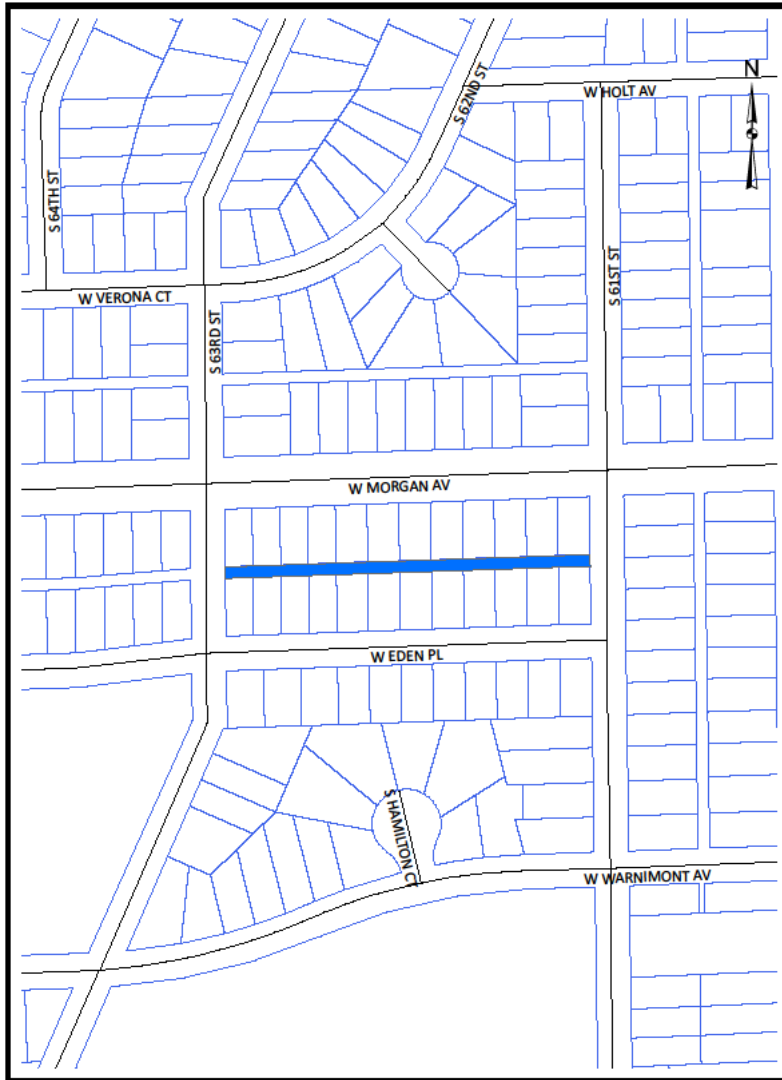 N
W HOLT AV
S 62ND ST
S 64TH ST
S 61ST ST
W VERONA CT
S 63RD ST
W MORGAN AV
W EDEN PL
S HAMILTON CT
W WARNIMONT AV